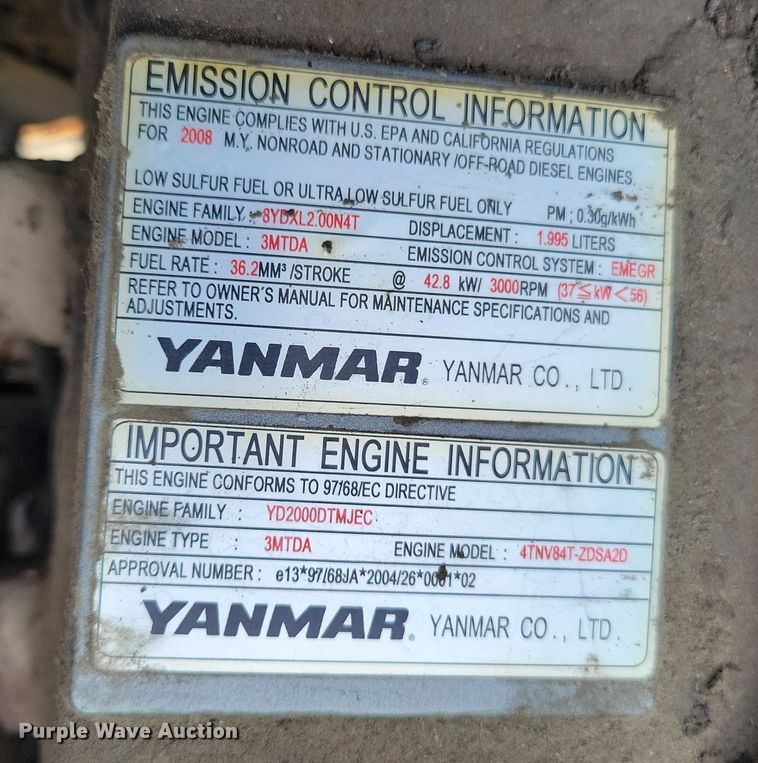 EMISSION CONTROL INFORMATION
THIS ENGINE COMPLIES WITH U.S. EPA AND CALIFORNIA REGULATIONS
FOR 2008 M.Y. NONROAD AND STATIONARY /OFF-ROAD DIESEL ENGINES.
LOW SULFUR FUEL OR ULTRA LOW SULFUR FUEL ONLY PM ; 0.30g/kWh
ENGINE FAMILY : 8YDXL2.00N4T DISPLACEMENT : 1.995 LITERS
ENGINE MODEL : 3MTDA EMISSION CONTROL SYSTEM : EMEGR
FUEL RATE : 36.2MM³ /STROKE @ 42.8 kW/ 3000RPM (37≦kW<56)
REFER TO OWNER'S MANUAL FOR MAINTENANCE SPECIFICATIONS AND
ADJUSTMENTS.
YANMAR® YANMAR CO., LTD.
IMPORTANT ENGINE INFORMATION
THIS ENGINE CONFORMS TO 97/68/EC DIRECTIVE
ENGINE FAMILY : YD2000DTMJEC
ENGINE TYPE : 3MTDA ENGINE MODEL : 4TNV84T-ZDSA2D
APPROVAL NUMBER : e13*97/68JA*2004/26*0001*02
YANMAR® YANMAR CO., LTD.
Purple Wave Auction